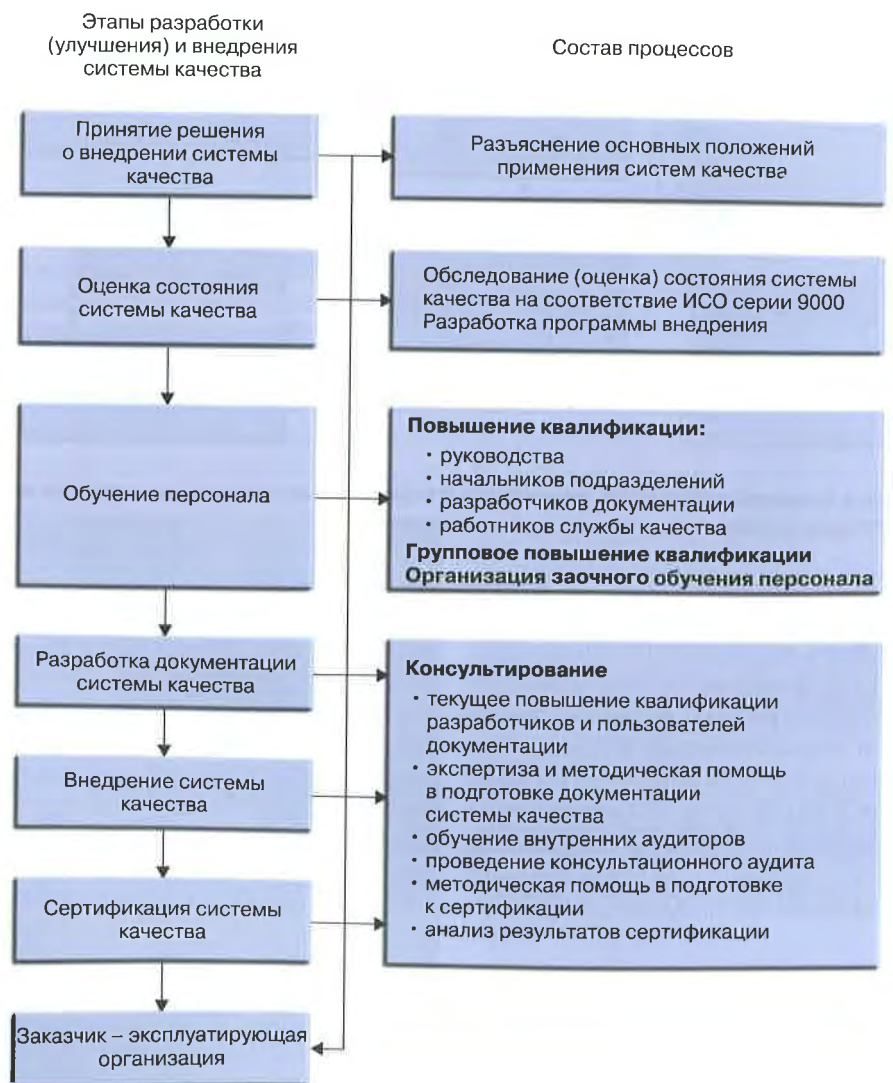 Этапы разработки
(улучшения) и внедрения
системы качества
Состав процессов
Принятие решения
о внедрении системы
качества
Разъяснение основных положений
применения систем качества
Оценка состояния
системы качества
Обследование (оценка) состояния системы
качества на соответствие ИСО серии 9000
Разработка программы внедрения
Обучение персонала
Повышение квалификации:
· руководства
· начальников подразделений
· разработчиков документации
· работников службы качества
Групповое повышение квалификации
Организация заочного обучения персонала
Разработка документации
системы качества
Внедрение системы
качества
Сертификация системы
качества
Консультирование
· текущее повышение квалификации
разработчиков и пользователей
документации
· экспертиза и методическая помощь
в подготовке документации
системы качества
· обучение внутренних аудиторов
· проведение консультационного аудита
· методическая помощь в подготовке
к сертификации
· анализ результатов сертификации
Заказчик – эксплуатирующая
организация